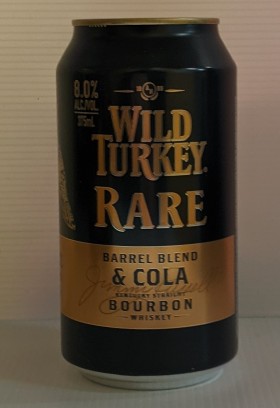 8.0%
ALC./VOL.
375mL
WILD
TURKEY
RARE
BARREL BLEND
& COLA
KENTUCKY STRAIGHT
BOURBON
WHISKEY